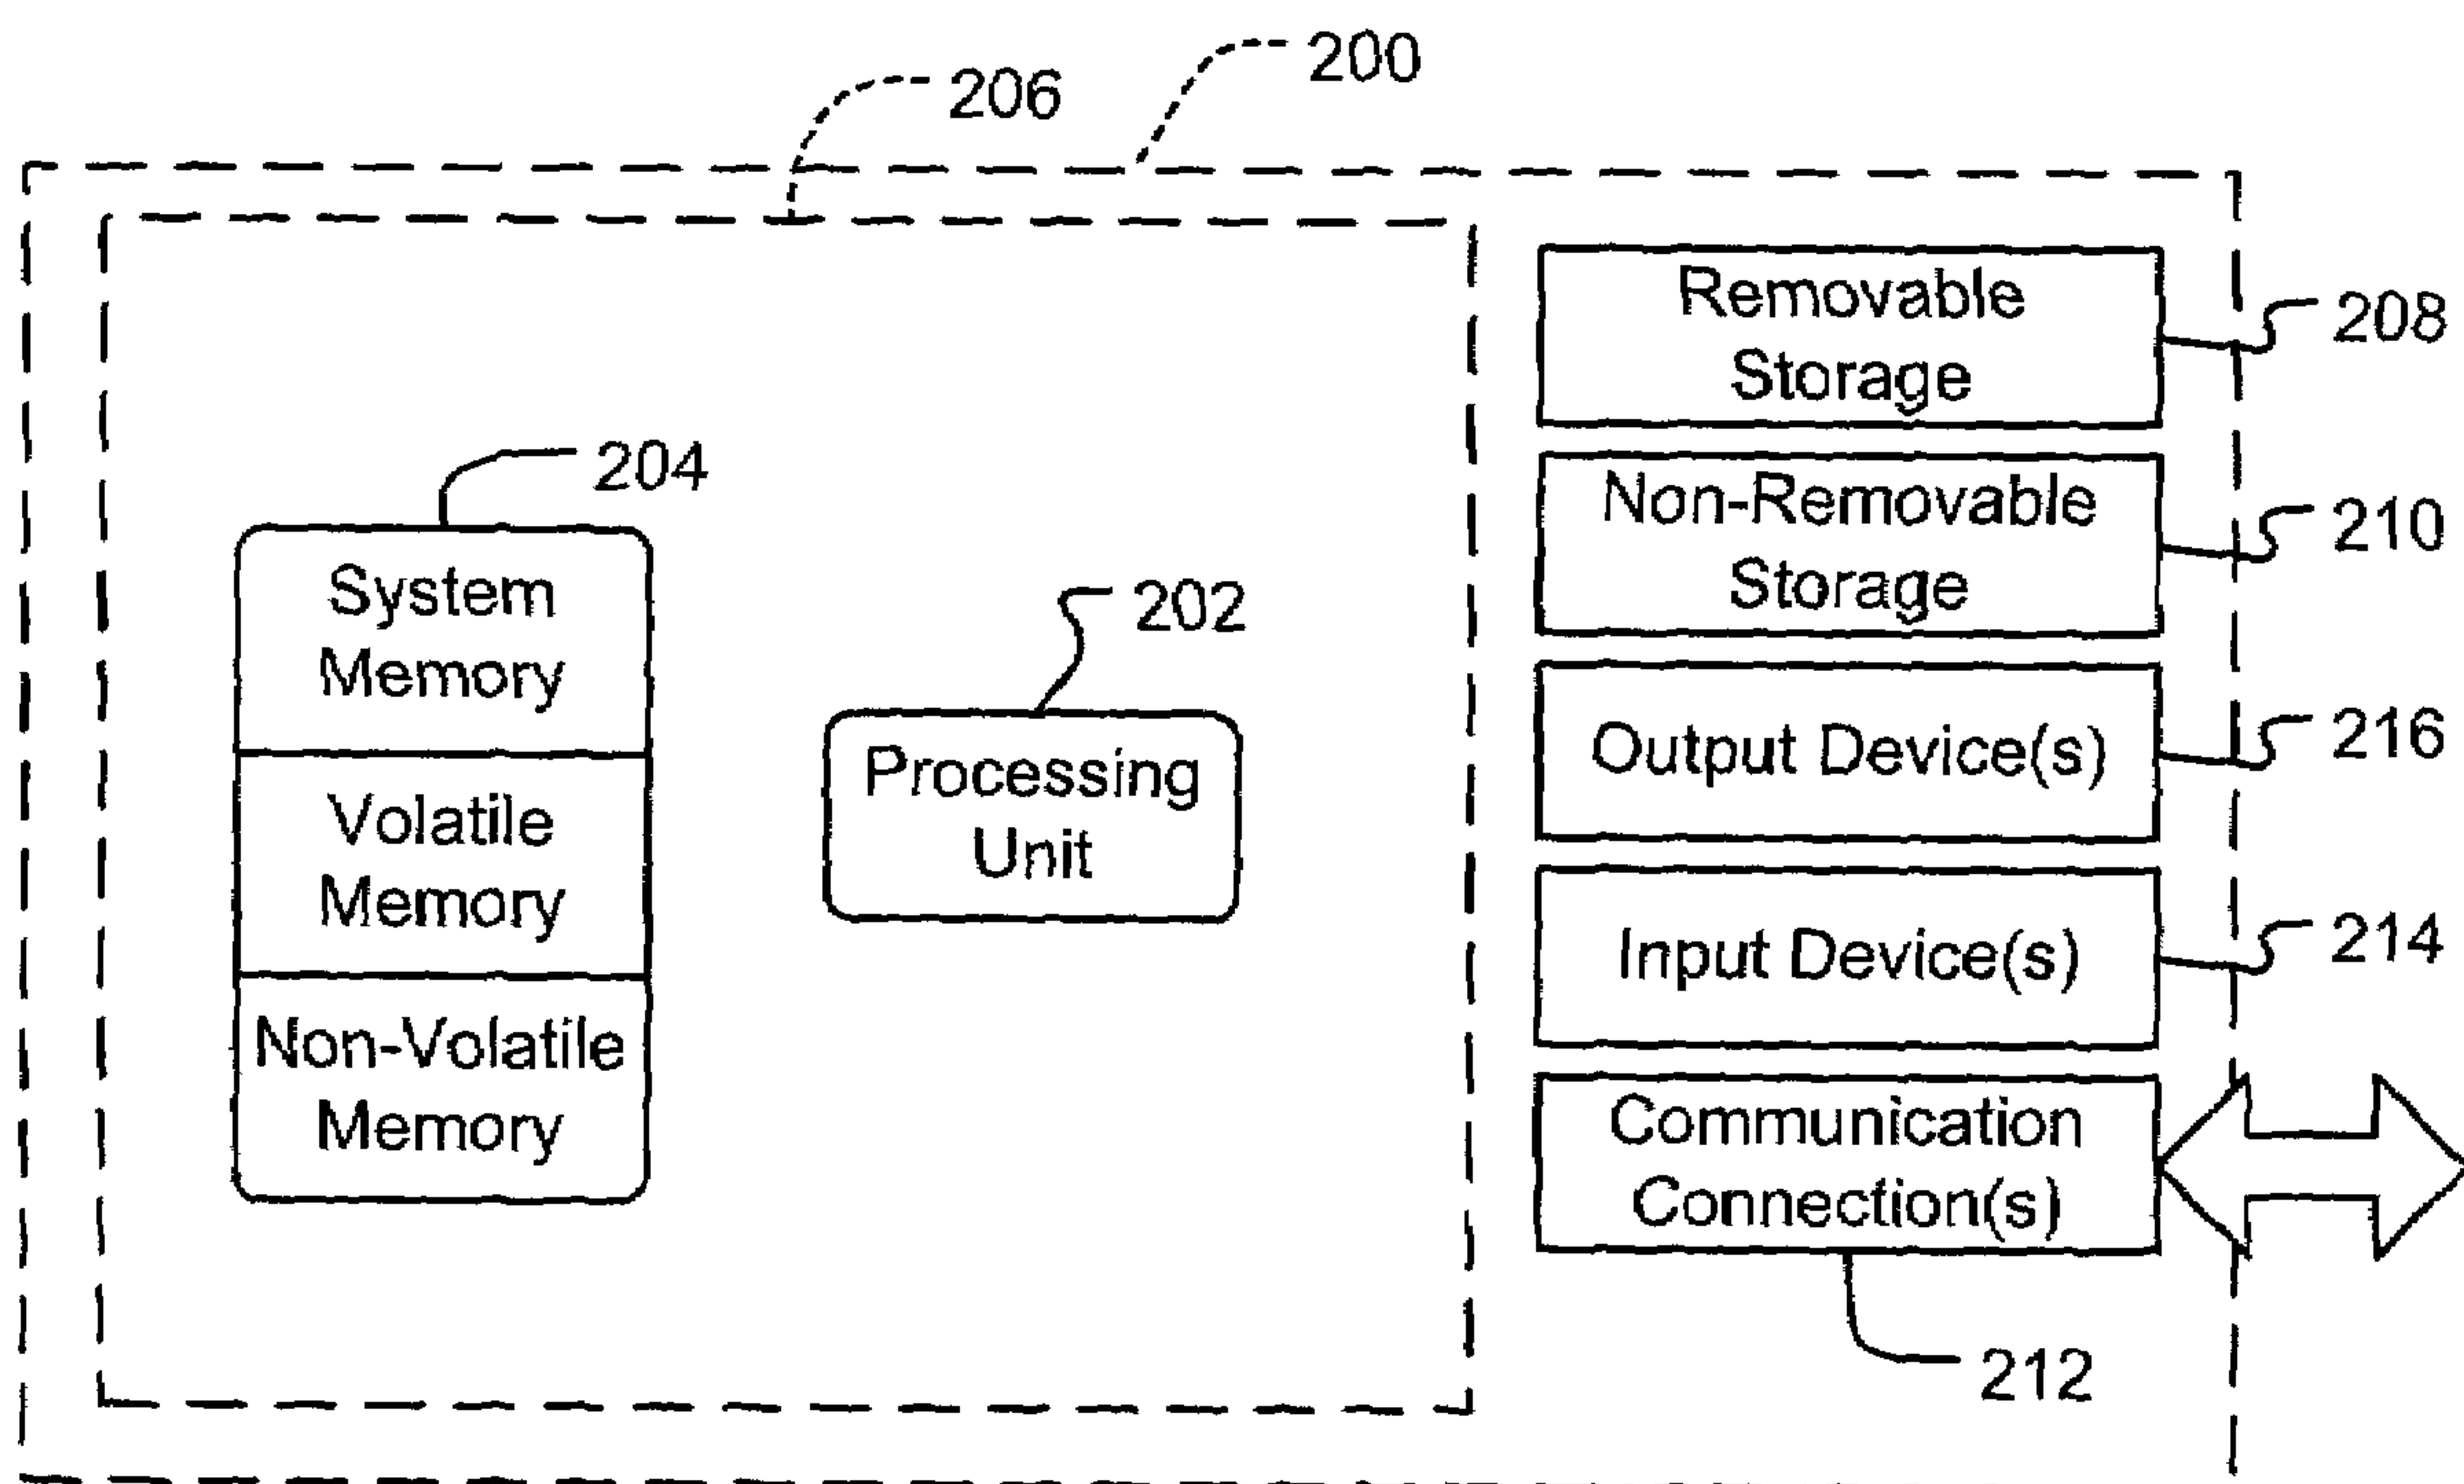 200
206
Removable
Storage
208
204
Non-Removable
Storage
210
System
Memory
202
Processing
Unit
Output Device(s)
216
Volatile
Memory
Input Device(s)
214
Non-Volatile
Memory
Communication
Connection(s)
212